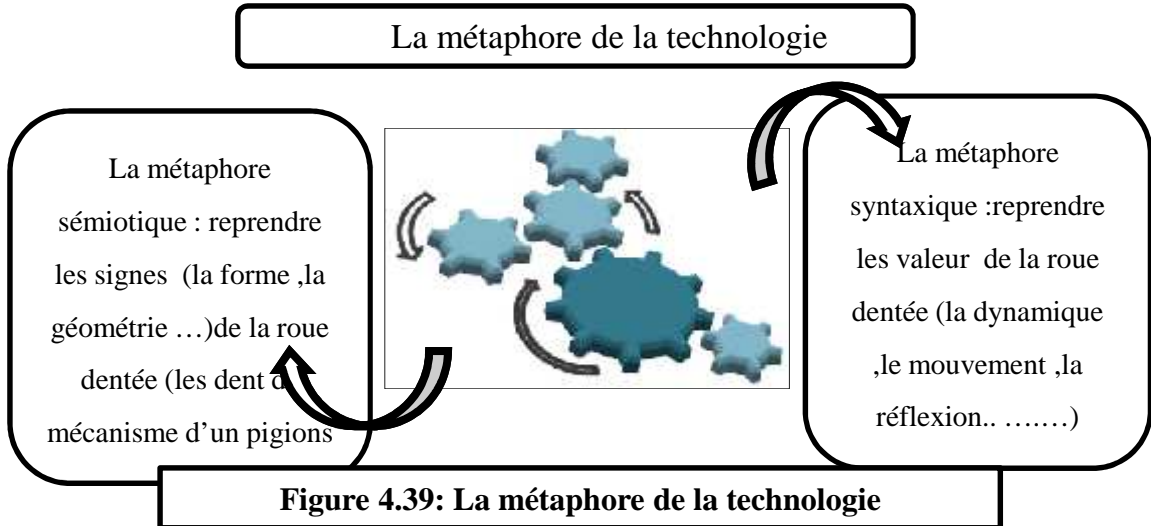 La métaphore de la technologie
La métaphore
sémiotique : reprendre
les signes (la forme ,la
géométrie …)de la roue
dentée (les dent
mécanisme d’un pigions
La métaphore
syntaxique :reprendre
les valeur de la roue
dentée (la dynamique
,le mouvement ,la
réflexion.. …….…)
Figure 4.39: La métaphore de la technologie